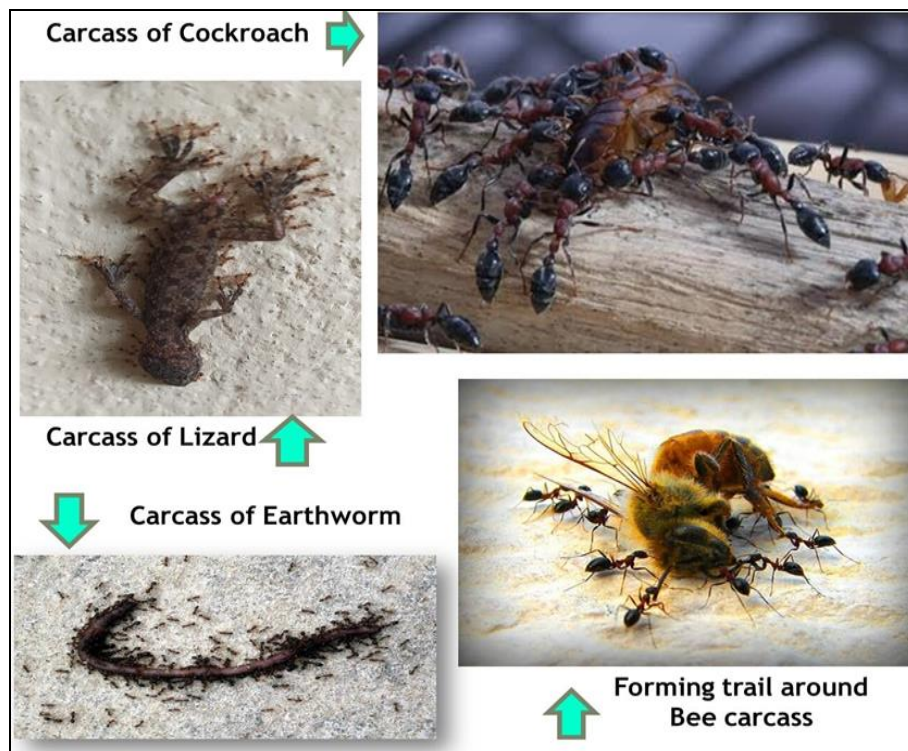 Carcass of Cockroach
Carcass of Lizard
Carcass of Earthworm
Forming trail around
Bee carcass